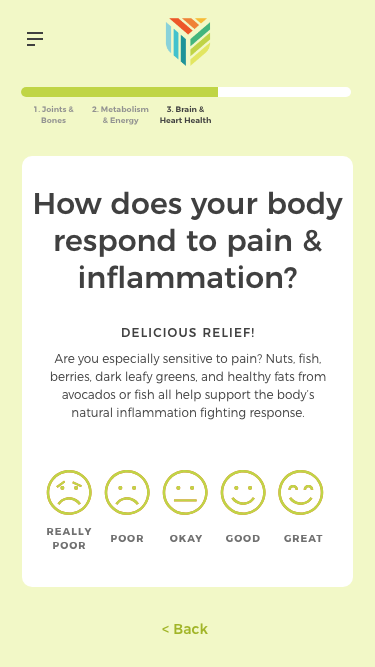 1. Joints &
Bones
2. Metabolism
& Energy
3. Brain &
Heart Health
How does your body
respond to pain &
inflammation?
DELICIOUS RELIEF!
Are you especially sensitive to pain? Nuts, fish,
berries, dark leafy greens, and healthy fats from
avocados or fish all help support the body's
natural inflammation fighting response.
REALLY
POOR
POOR
OKAY
GOOD
GREAT
< Back